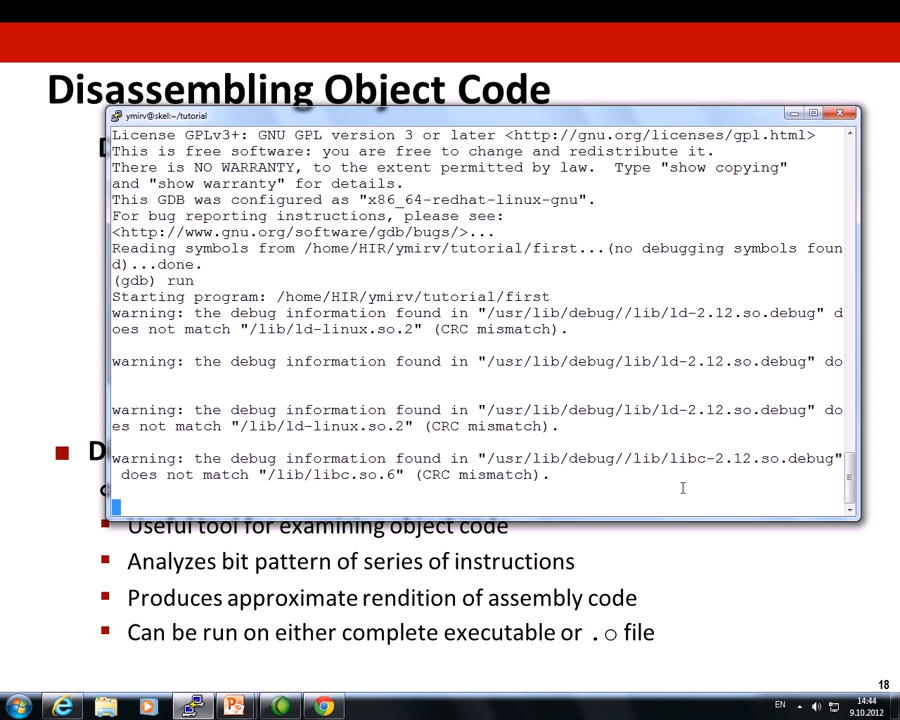 Disassembling Object Code
ymirv@skel:~/tutorial
License GPLv3+: GNU GPL version 3 or later <http://gnu.org/licenses/gpl.html>
This is free software: you are free to change and redistribute it.
There is NO WARRANTY, to the extent permitted by law.  Type "show copying"
and "show warranty" for details.
This GDB was configured as "x86_64-redhat-linux-gnu".
For bug reporting instructions, please see:
<http://www.gnu.org/software/gdb/bugs/>...
Reading symbols from /home/HIR/ymirv/tutorial/first...(no debugging symbols foun
d)...done.
(gdb) run
Starting program: /home/HIR/ymirv/tutorial/first
warning: the debug information found in "/usr/lib/debug//lib/ld-2.12.so.debug" d
oes not match "/lib/ld-linux.so.2" (CRC mismatch).
warning: the debug information found in "/usr/lib/debug/lib/ld-2.12.so.debug" do
warning: the debug information found in "/usr/lib/debug/lib/ld-2.12.so.debug" do
es not match "/lib/ld-linux.so.2" (CRC mismatch).
warning: the debug information found in "/usr/lib/debug//lib/libc-2.12.so.debug"
does not match "/lib/libc.so.6" (CRC mismatch).
Useful tool for examining object code
Analyzes bit pattern of series of instructions
Produces approximate rendition of assembly code
Can be run on either complete executable or .o file
18
EN
14:44
9.10.2012